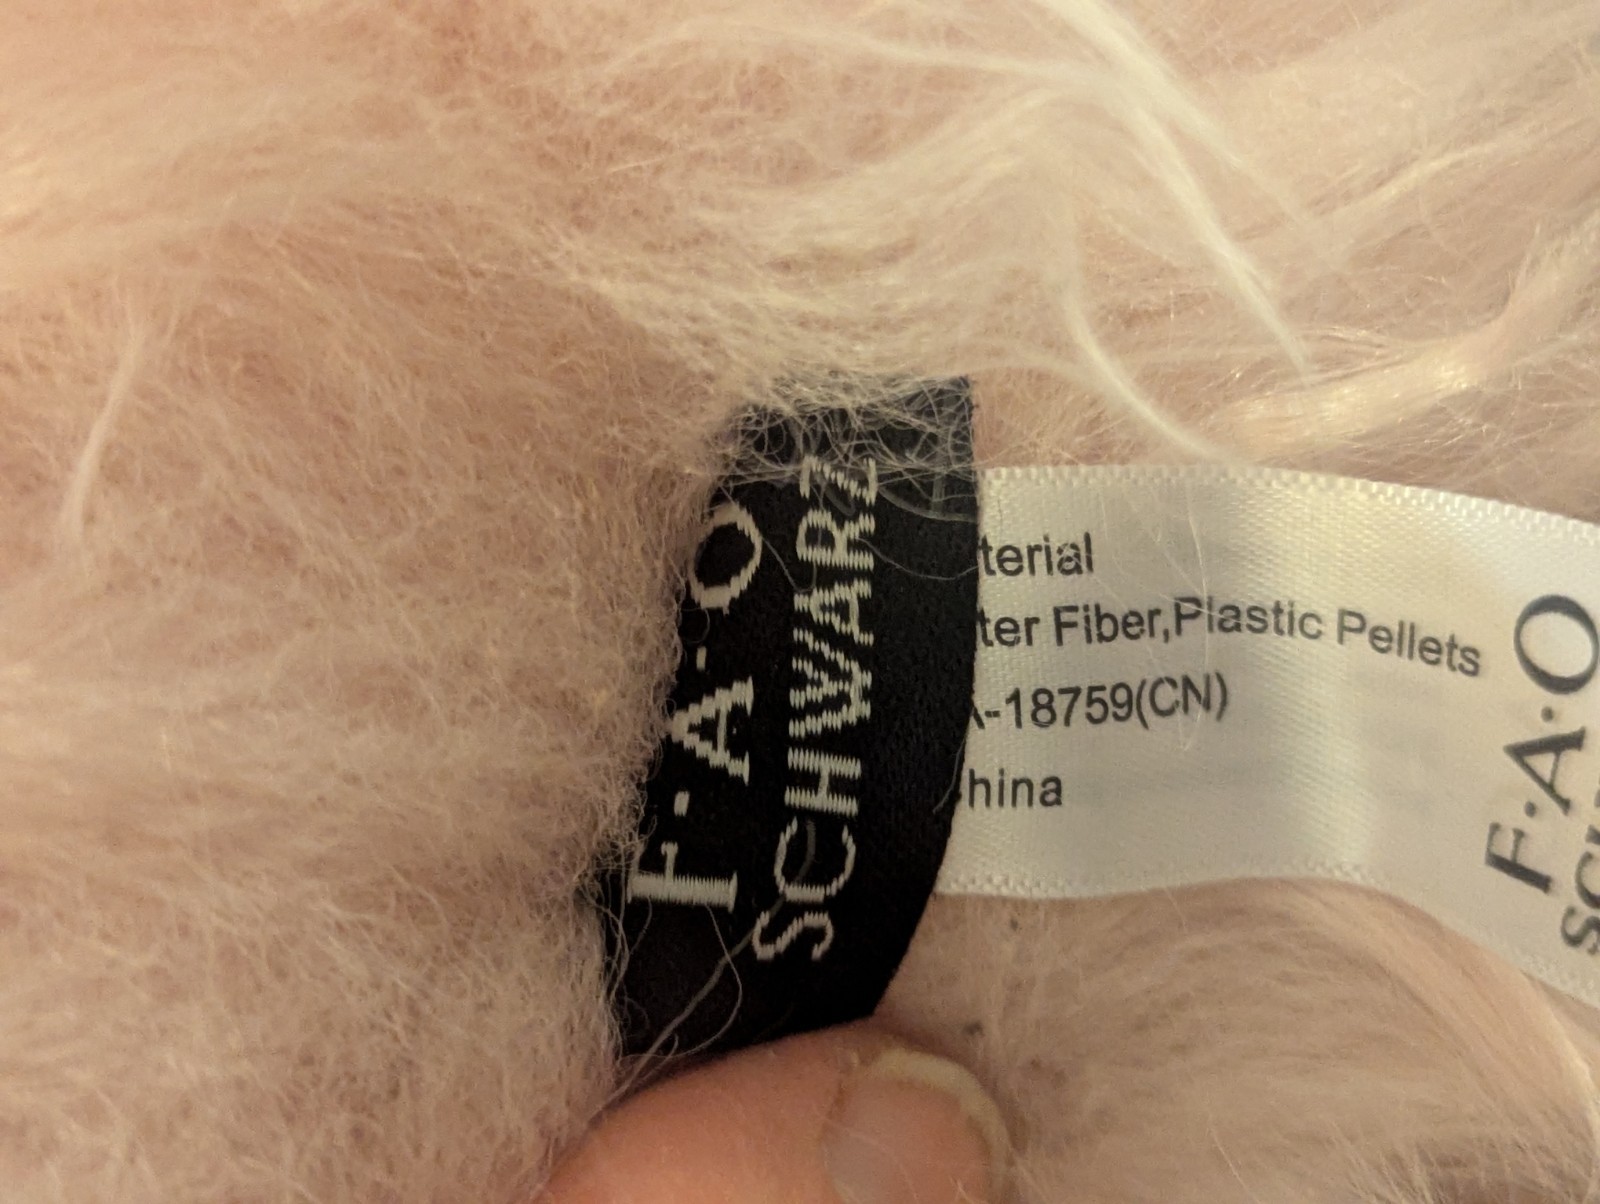 F·A·O
SCHWARZ
terial
ter Fiber,Plastic Pellets
-18759(CN)
hina
F·A·O